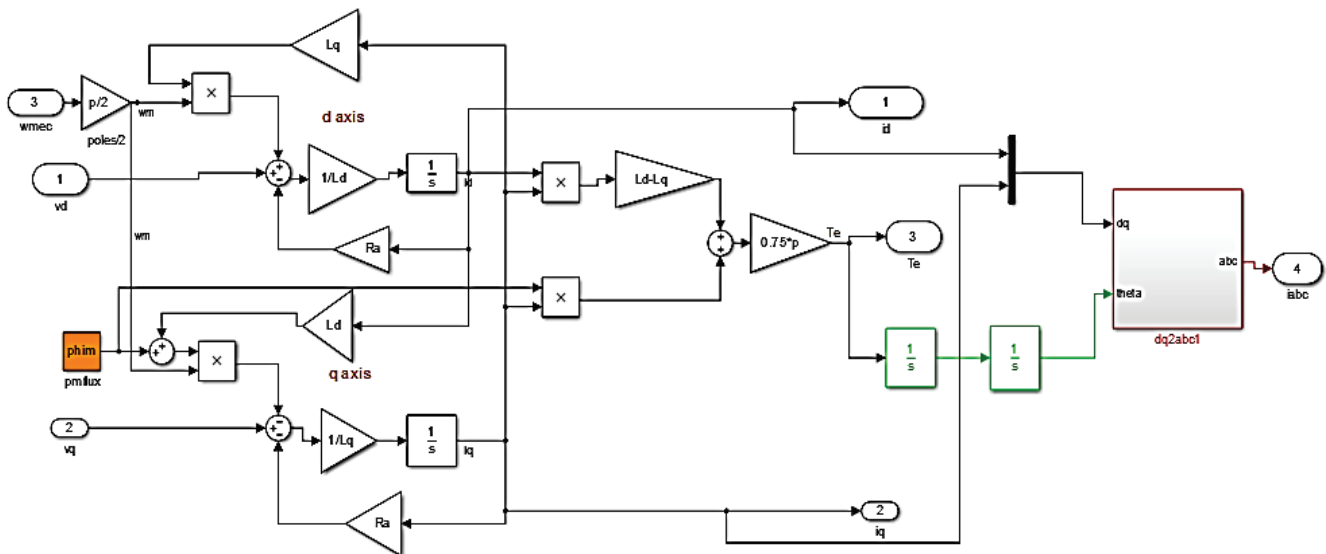 Lq
3
wmec
p/2
poles/2
wm
×
d axis
1
id
1
vd
1/Ld
1
s
id
×
Ld-Lq
wm
Ra
0.75*p
Te
3
Te
dq
abc
theta
dq2abc1
4
iabc
×
Ld
phim
pm flux
×
q axis
1
s
1
s
2
vq
1/Lq
1
s
iq
Ra
2
iq